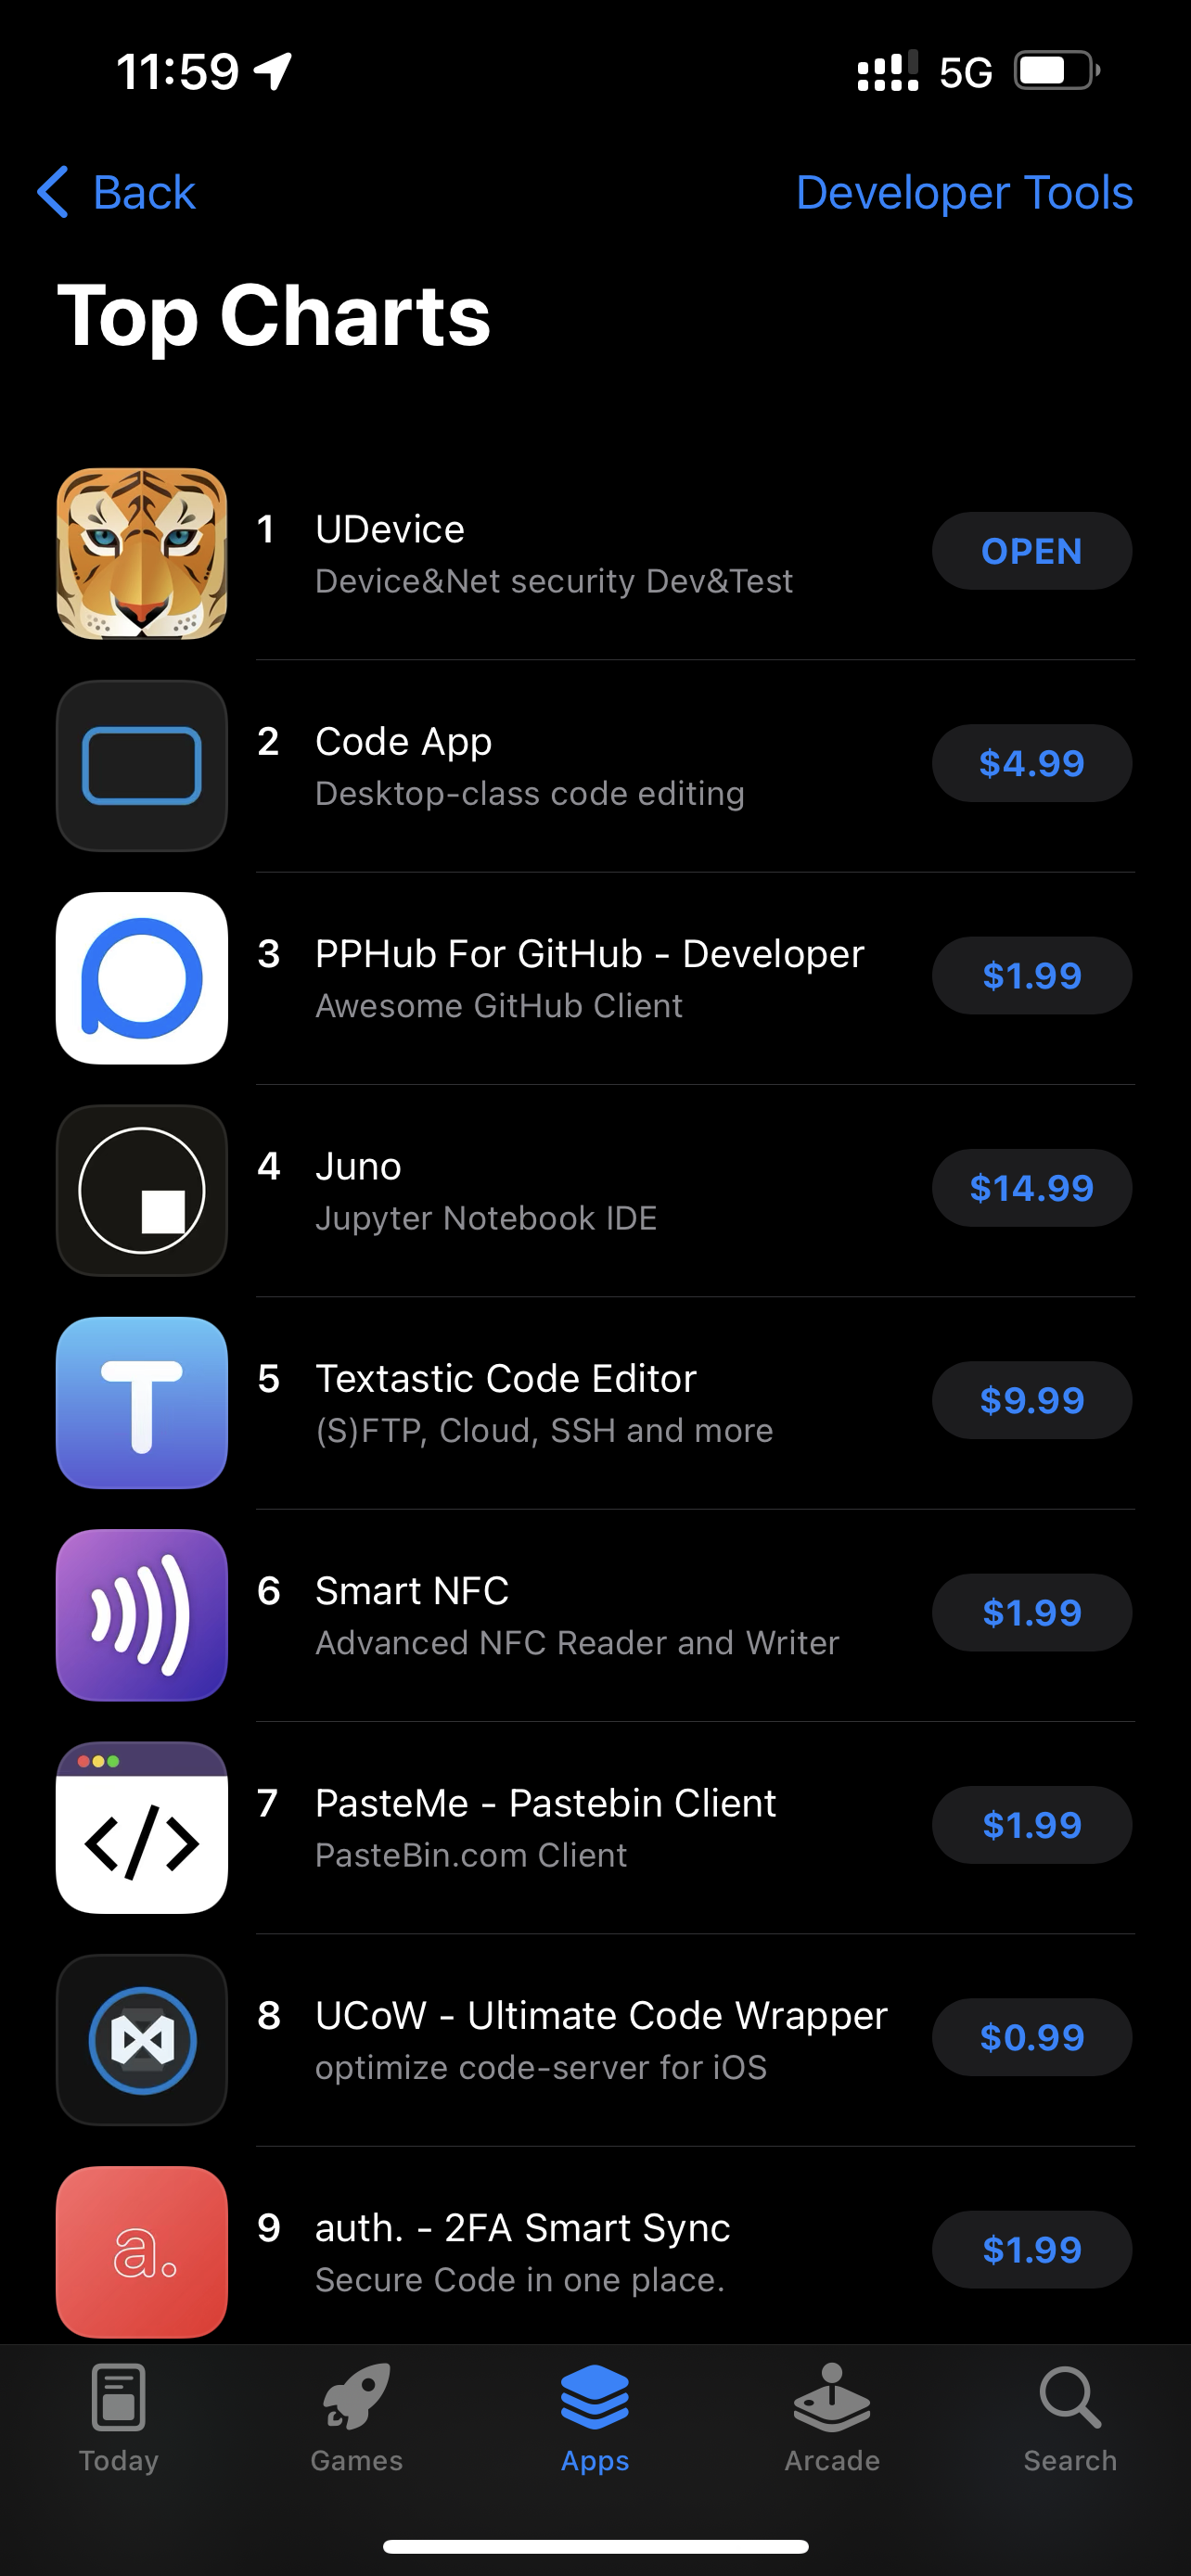 11:59 5G
Back Developer Tools
Top Charts
1 UDevice
Device&Net security Dev&Test
OPEN
2 Code App
Desktop-class code editing
$4.99
3 PPHub For GitHub - Developer
Awesome GitHub Client
$1.99
4 Juno
Jupyter Notebook IDE
$14.99
T
5 Textastic Code Editor
(S)FTP, Cloud, SSH and more
$9.99
6 Smart NFC
Advanced NFC Reader and Writer
$1.99
</>
7 PasteMe - Pastebin Client
PasteBin.com Client
$1.99
8 UCoW - Ultimate Code Wrapper
optimize code-server for iOS
$0.99
a.
9 auth. - 2FA Smart Sync
Secure Code in one place.
$1.99
Today Games Apps Arcade Search